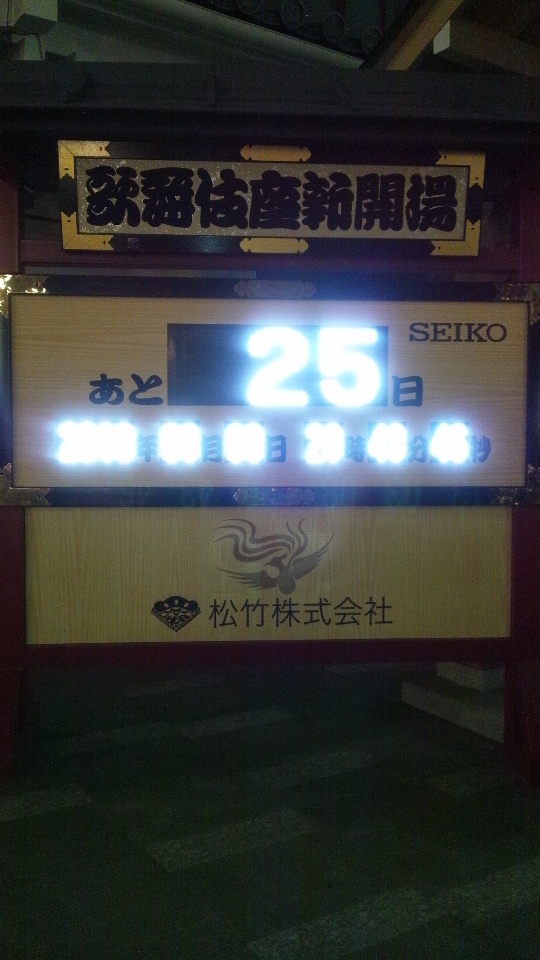 歌舞伎座新開場
SEIKO
あと 25 日
年 月 日 時 分 秒
松竹株式会社